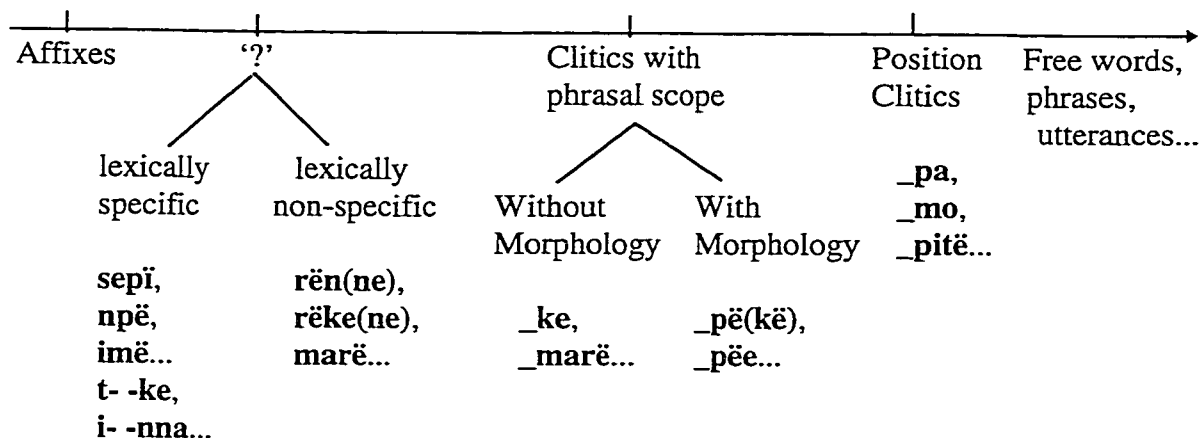 Affixes ‘?’ Clitics with Position Free words,
phrasal scope Clitics phrases,
utterances...
lexically lexically _pa,
specific non-specific Without With _mo,
Morphology Morphology _pitë...
sepï, rën(ne),
npë, rëke(ne), _ke, _pë(kë),
imë... marë... _marë... _pëe...
t- -ke,
i- -nna...